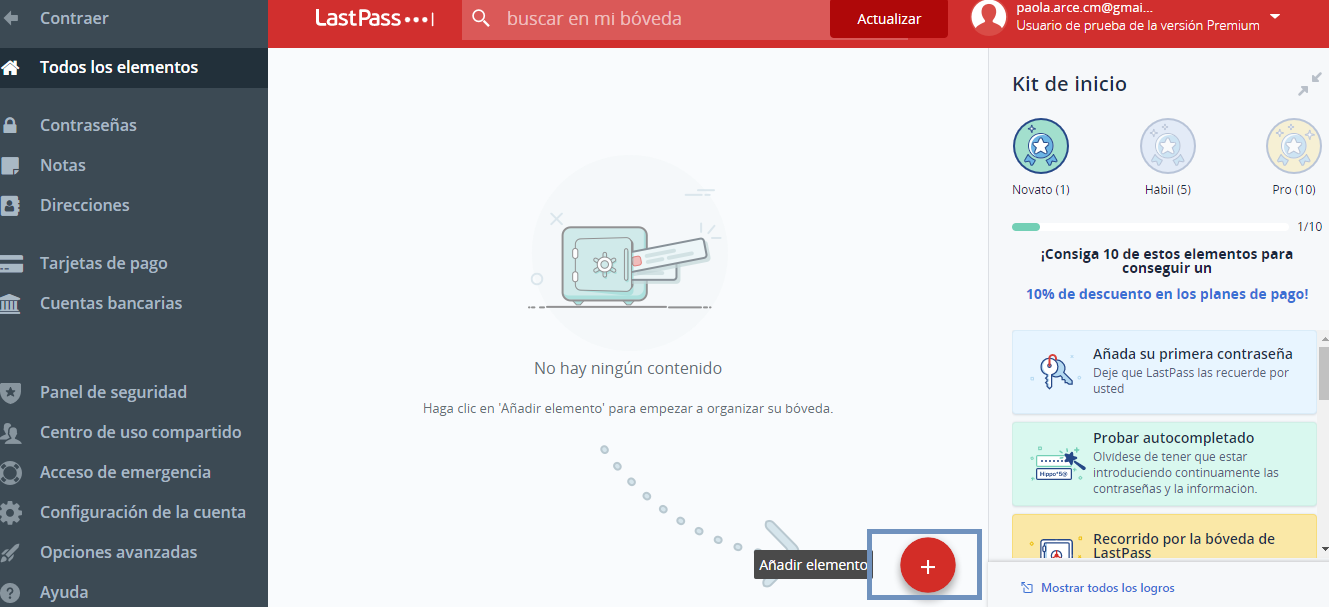 Contraer
Todos los elementos
Contraseñas
Notas
Direcciones
Tarjetas de pago
Cuentas bancarias
Panel de seguridad
Centro de uso compartido
Acceso de emergencia
Configuración de la cuenta
Opciones avanzadas
Ayuda
LastPass
buscar en mi bóveda
Actualizar
paola.arce.cm@gmai...
Usuario de prueba de la versión Premium
No hay ningún contenido
Haga clic en 'Añadir elemento' para empezar a organizar su bóveda.
Añadir elemento
+
Kit de inicio
Novato (1)
Hábil (5)
Pro (10)
1/10
¡Consiga 10 de estos elementos para
conseguir un
10% de descuento en los planes de pago!
Añada su primera contraseña
Deje que LastPass las recuerde por
usted
Probar autocompletado
Olvídese de tener que estar
introduciendo continuamente las
contraseñas y la información.
Hippo*5@
Recorrido por la bóveda de
LastPass
Mostrar todos los logros